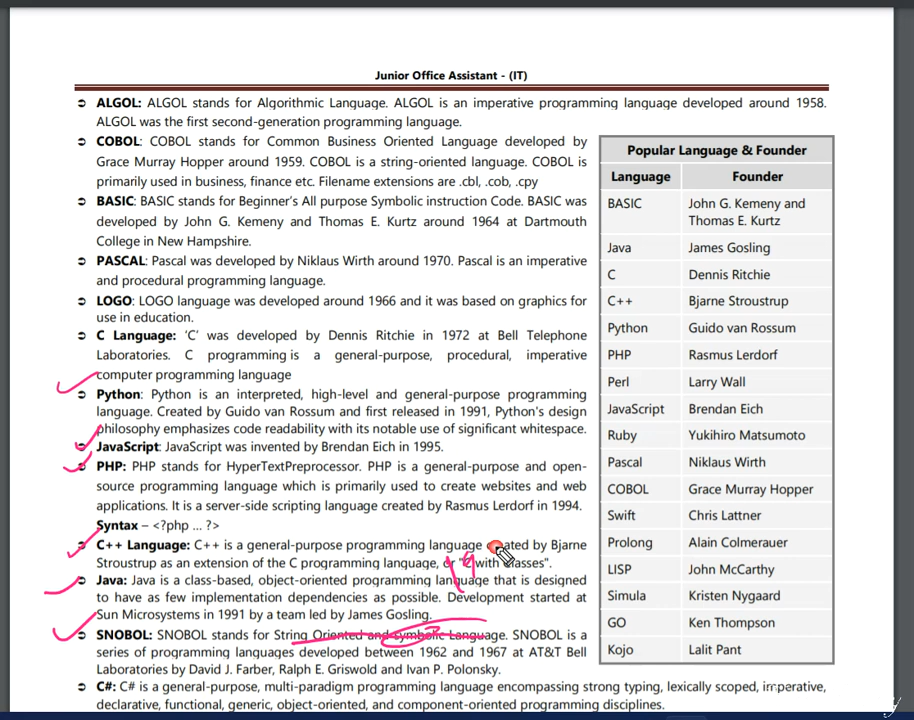 Junior Office Assistant - (IT)
➲ ALGOL: ALGOL stands for Algorithmic Language. ALGOL is an imperative programming language developed around 1958.
ALGOL was the first second-generation programming language.
➲ COBOL: COBOL stands for Common Business Oriented Language developed by
Grace Murray Hopper around 1959. COBOL is a string-oriented language. COBOL is
primarily used in business, finance etc. Filename extensions are .cbl, .cob, .cpy
➲ BASIC: BASIC stands for Beginner's All purpose Symbolic instruction Code. BASIC was
developed by John G. Kemeny and Thomas E. Kurtz around 1964 at Dartmouth
College in New Hampshire.
➲ PASCAL: Pascal was developed by Niklaus Wirth around 1970. Pascal is an imperative
and procedural programming language.
➲ LOGO: LOGO language was developed around 1966 and it was based on graphics for
use in education.
➲ C Language: 'C' was developed by Dennis Ritchie in 1972 at Bell Telephone
Laboratories. C programming is a general-purpose, procedural, imperative
computer programming language
➲ Python: Python is an interpreted, high-level and general-purpose programming
language. Created by Guido van Rossum and first released in 1991, Python's design
philosophy emphasizes code readability with its notable use of significant whitespace.
➲ JavaScript: JavaScript was invented by Brendan Eich in 1995.
➲ PHP: PHP stands for HyperTextPreprocessor. PHP is a general-purpose and open-
source programming language which is primarily used to create websites and web
applications. It is a server-side scripting language created by Rasmus Lerdorf in 1994.
Syntax – <?php ... ?>
➲ C++ Language: C++ is a general-purpose programming language created by Bjarne
Stroustrup as an extension of the C programming language, or "C with Classes".
➲ Java: Java is a class-based, object-oriented programming language that is designed
to have as few implementation dependencies as possible. Development started at
Sun Microsystems in 1991 by a team led by James Gosling.
➲ SNOBOL: SNOBOL stands for String Oriented and symbolic Language. SNOBOL is a
series of programming languages developed between 1962 and 1967 at AT&T Bell
Laboratories by David J. Farber, Ralph E. Griswold and Ivan P. Polonsky.
➲ C#: C# is a general-purpose, multi-paradigm programming language encompassing strong typing, lexically scoped, imperative,
declarative, functional, generic, object-oriented, and component-oriented programming disciplines.
Popular Language & Founder
Language Founder
BASIC John G. Kemeny and
Thomas E. Kurtz
Java James Gosling
C Dennis Ritchie
C++ Bjarne Stroustrup
Python Guido van Rossum
PHP Rasmus Lerdorf
Perl Larry Wall
JavaScript Brendan Eich
Ruby Yukihiro Matsumoto
Pascal Niklaus Wirth
COBOL Grace Murray Hopper
Swift Chris Lattner
Prolong Alain Colmerauer
LISP John McCarthy
Simula Kristen Nygaard
GO Ken Thompson
Kojo Lalit Pant